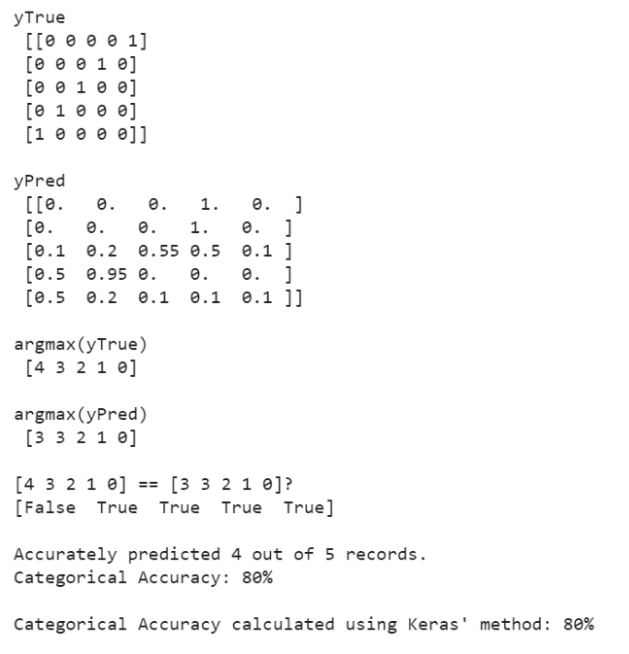 yTrue
[[0 0 0 0 1]
[0 0 0 1 0]
[0 0 1 0 0]
[0 1 0 0 0]
[1 0 0 0 0]]
yPred
[[0. 0. 0. 1. 0. ]
[0. 0. 0. 1. 0. ]
[0.1 0.2 0.55 0.5 0.1 ]
[0.5 0.95 0. 0. 0. ]
[0.5 0.2 0.1 0.1 0.1 ]]
argmax(yTrue)
[4 3 2 1 0]
argmax(yPred)
[3 3 2 1 0]
[4 3 2 1 0] == [3 3 2 1 0]?
[False True True True True]
Accurately predicted 4 out of 5 records.
Categorical Accuracy: 80%
Categorical Accuracy calculated using Keras' method: 80%